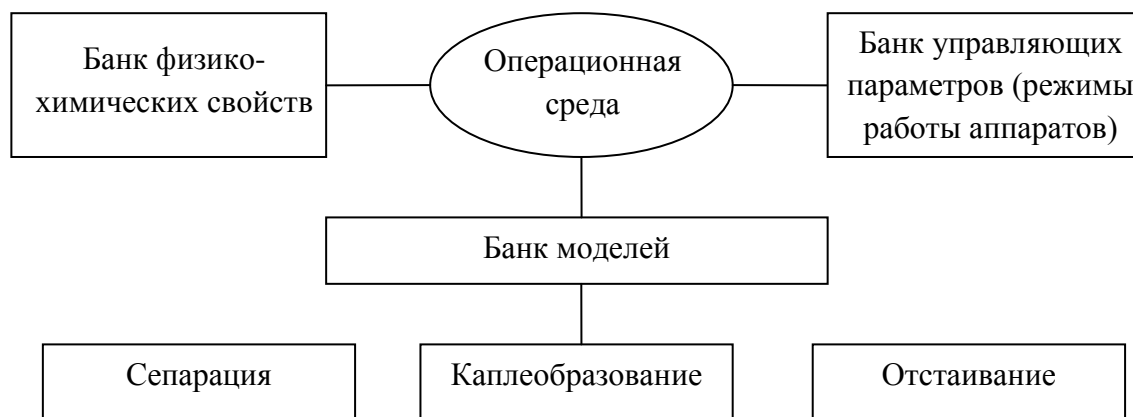 Банк физико-
химических свойств
Операционная
среда
Банк управляющих
параметров (режимы
работы аппаратов)
Банк моделей
Сепарация
Каплеобразование
Отстаивание